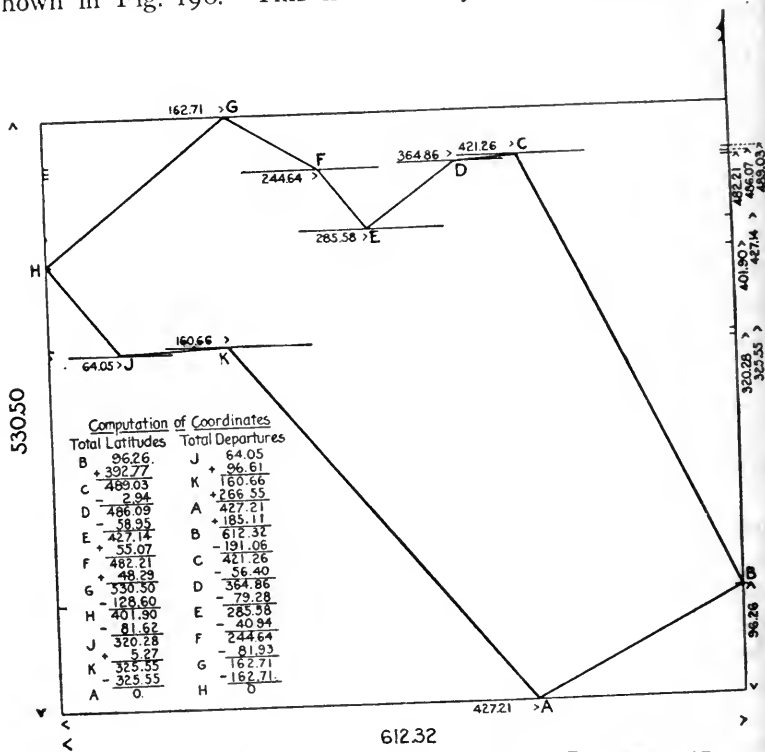 hown in Fig. 190.
162.71 > G
F
244.64 >
364.86 >
421.26 > C
D
285.58 > E
H
160.66 >
64.05 > J
K
482.21 >
486.07 >
489.03 >
401.90 >
427.14 >
320.28 >
325.55 >
530.50
Computation of Coordinates
Total Latitudes Total Departures
B 96.26. J 64.05
+ 392.77 + 96.61
C 489.03 K 160.66
- 2.94 + 266 55
D 486.09 A 427.21
- 58.95 + 185.11
E 427.14 B 612.32
+ 55.07 - 191.06
F 482.21 C 421.26
+ 48.29 - 56.40
G 530.50 D 364.86
- 128.60 - 79.28
H 401.90 E 285.58
- 81.62 - 40 94
J 320.28 F 244.64
+ 5.27 - 81.93
K 325.55 G 162.71
- 325.55 - 162.71.
A 0. H 0
B
96.26
427.21 > A
612.32